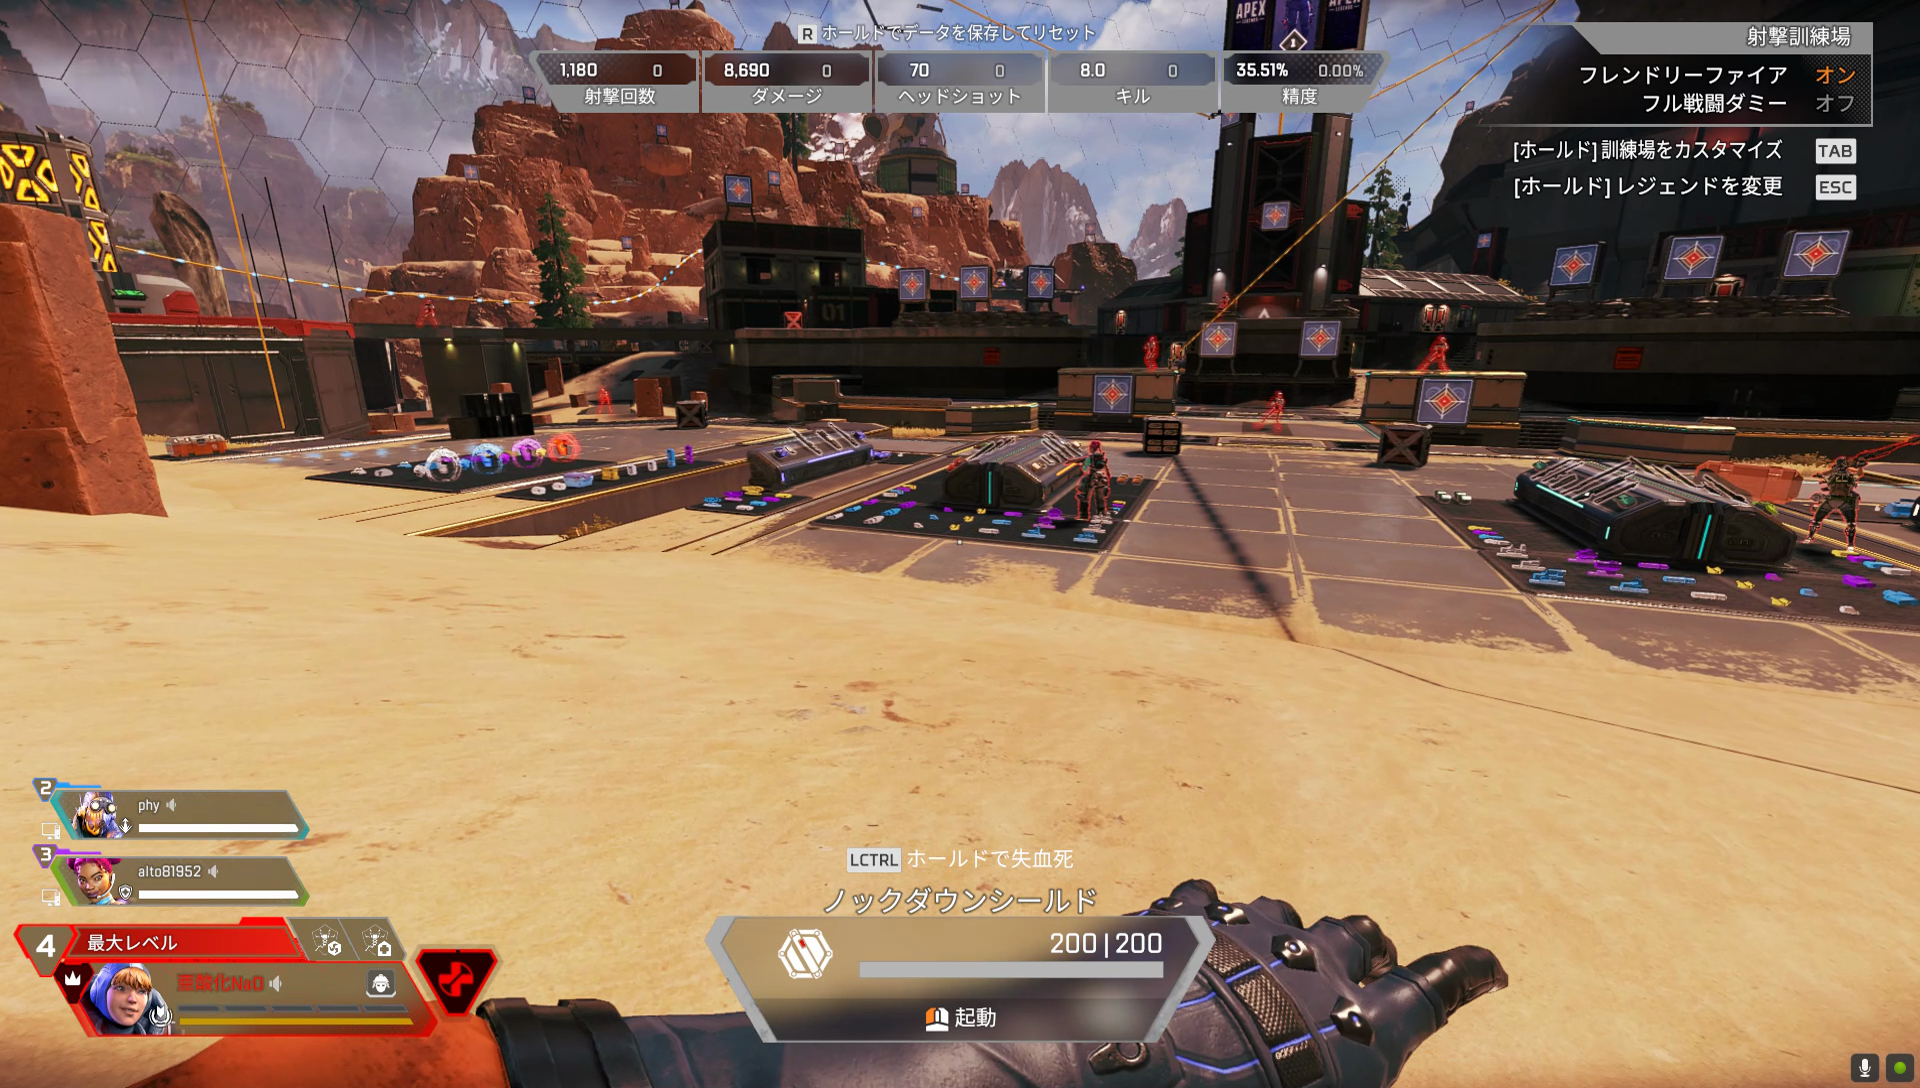 R ホールドでデータを保存してリセット
1,180 0
射撃回数
8,690 0
ダメージ
70 0
ヘッドショット
8.0 0
キル
35.51% 0.00%
精度
APEX
1
射撃訓練場
フレンドリーファイア オン
フル戦闘ダミー オフ
[ホールド] 訓練場をカスタマイズ TAB
[ホールド] レジェンドを変更 ESC
01
2
phy
3
alto81952
4
最大レベル
LCTRL ホールドで失血死
ノックダウンシールド
200 | 200
起動